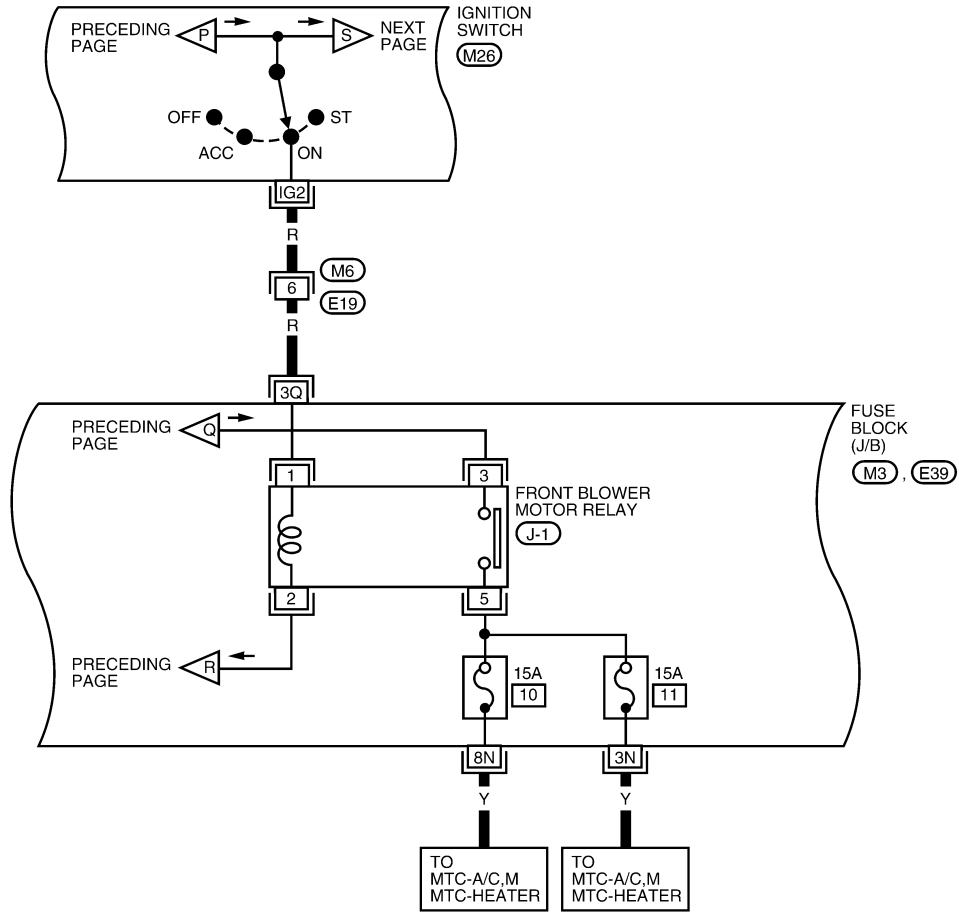 IGNITION
SWITCH
M26
PRECEDING
PAGE
P
S
NEXT
PAGE
OFF
ST
ACC
ON
IG2
R
M6
6
E19
R
3Q
FUSE
BLOCK
(J/B)
M3 , E39
PRECEDING
PAGE
Q
1
3
FRONT BLOWER
MOTOR RELAY
J-1
2
5
PRECEDING
PAGE
R
15A
10
15A
11
8N
3N
Y
Y
TO
MTC-A/C,M
MTC-HEATER
TO
MTC-A/C,M
MTC-HEATER